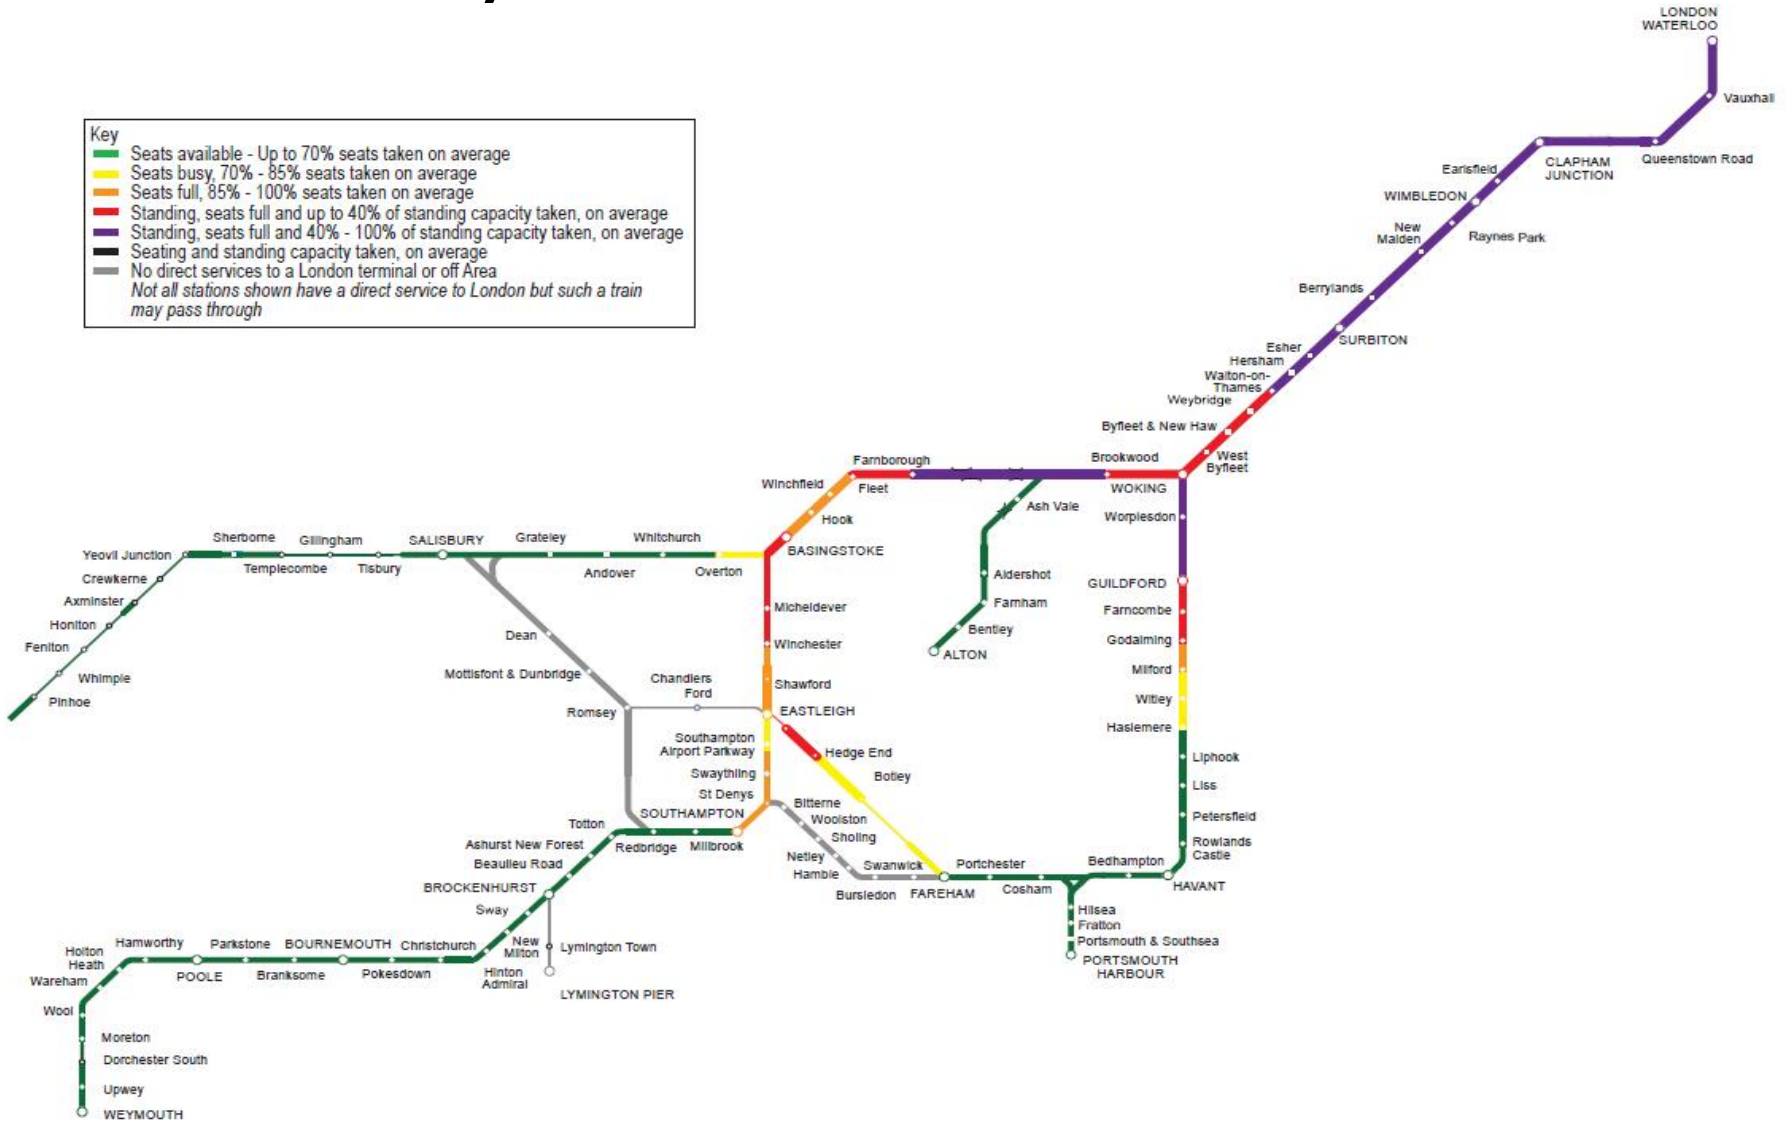 LONDON
WATERLOO
Vauxhall
Queenstown Road
CLAPHAM
JUNCTION
Earlsfield
WIMBLEDON
Raynes Park
New
Malden
Berrylands
SURBITON
Esher
Hersham
Walton-on-
Thames
Weybridge
Byfleet & New Haw
West
Byfleet
Key
Seats available - Up to 70% seats taken on average
Seats busy, 70% - 85% seats taken on average
Seats full, 85% - 100% seats taken on average
Standing, seats full and up to 40% of standing capacity taken, on average
Standing, seats full and 40% - 100% of standing capacity taken, on average
Seating and standing capacity taken, on average
No direct services to a London terminal or off Area
Not all stations shown have a direct service to London but such a train
may pass through
WOKING
Brookwood
Farnborough
Fleet
Winchfield
Hook
BASINGSTOKE
Ash Vale
Aldershot
Farnham
Bentley
ALTON
Worplesdon
GUILDFORD
Farncombe
Godalming
Milford
Witley
Haslemere
Liphook
Liss
Petersfield
Rowlands
Castle
HAVANT
Bedhampton
Hilsea
Fratton
Portsmouth & Southsea
PORTSMOUTH
HARBOUR
Cosham
Portchester
FAREHAM
Swanwick
Bursledon
Hamble
Netley
Sholing
Woolston
Bitterne
Botley
Hedge End
Overton
Whitchurch
Andover
Grateley
SALISBURY
Tisbury
Gillingham
Templecombe
Sherborne
Yeovil Junction
Crewkerne
Axminster
Honiton
Feniton
Whimple
Pinhoe
Dean
Mottisfont & Dunbridge
Romsey
Chandlers
Ford
Micheldever
Winchester
Shawford
EASTLEIGH
Southampton
Airport Parkway
Swaythling
St Denys
SOUTHAMPTON
Millbrook
Redbridge
Totton
Ashurst New Forest
Beaulieu Road
BROCKENHURST
Sway
Lymington Town
LYMINGTON PIER
New
Milton
Hinton
Admiral
Christchurch
Pokesdown
BOURNEMOUTH
Branksome
Parkstone
POOLE
Hamworthy
Holton
Heath
Wareham
Wool
Moreton
Dorchester South
Upwey
WEYMOUTH